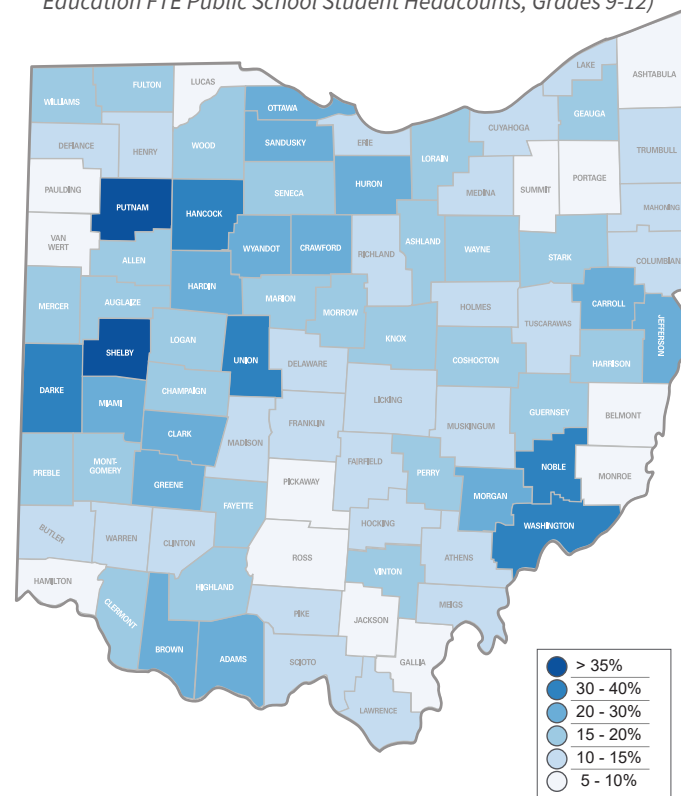 Education FTE Public School Student Headcounts, Grades 9-12)
LAKE
ASHTABULA
LUCAS
FULTON
WILLIAMS
OTTAWA
GEAUGA
CUYAHOGA
SANDUSKY
ERIE
WOOD
DEFIANCE
HENRY
TRUMBULL
LORAIN
PORTAGE
SUMMIT
MEDINA
HURON
SENECA
PAULDING
PUTNAM
HANCOCK
MAHONING
VAN
WERT
WYANDOT
CRAWFORD
RICHLAND
ASHLAND
WAYNE
STARK
COLUMBIAN
ALLEN
HARDIN
MERCER
AUGLAIZE
MARION
MORROW
HOLMES
CARROLL
TUSCARAWAS
JEFFERSON
LOGAN
KNOX
SHELBY
UNION
DELAWARE
COSHOCTON
HARRISON
DARKE
MIAMI
CHAMPAIGN
LICKING
GUERNSEY
BELMONT
CLARK
MADISON
FRANKLIN
MUSKINGUM
PREBLE
MONT-
GOMERY
GREENE
PICKAWAY
FAIRFIELD
PERRY
NOBLE
MONROE
MORGAN
FAYETTE
WASHINGTON
HOCKING
BUTLER
WARREN
CLINTON
ROSS
ATHENS
HAMILTON
HIGHLAND
VINTON
CLERMONT
PIKE
JACKSON
MEIGS
BROWN
ADAMS
SCIOTO
GALLIA
LAWRENCE
> 35%
30 - 40%
20 - 30%
15 - 20%
10 - 15%
5 - 10%